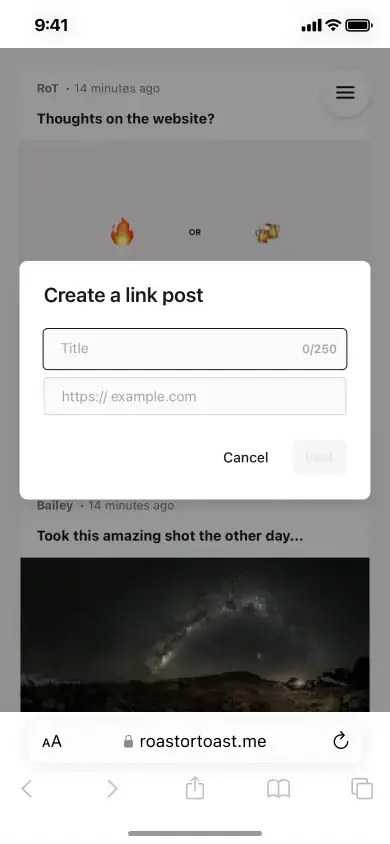 9:41
RoT • 14 minutes ago
Thoughts on the website?
OR
Create a link post
Title 0/250
https:// example.com
Cancel Post
Bailey • 14 minutes ago
Took this amazing shot the other day...
AA roastortoast.me